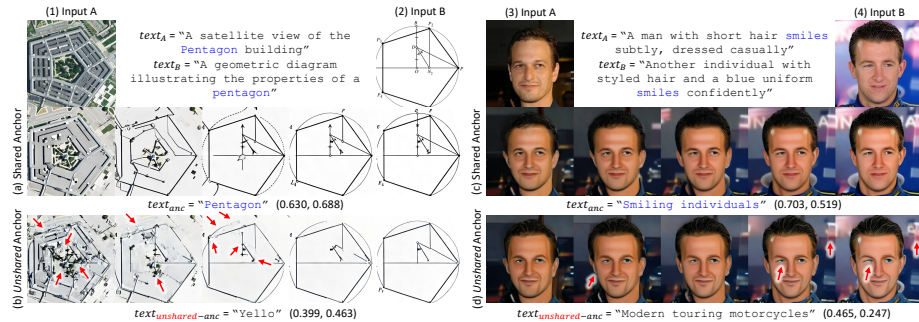 (1) Input A
(2) Input B
text_A = "A satellite view of the
Pentagon building"
text_B = "A geometric diagram
illustrating the properties of a
pentagon"
(a) Shared Anchor
text_anc = "Pentagon" (0.630, 0.688)
(b) Unshared Anchor
text_unshared-anc = "Yello" (0.399, 0.463)
(3) Input A
(4) Input B
text_A = "A man with short hair smiles
subtly, dressed casually"
text_B = "Another individual with
styled hair and a blue uniform
smiles confidently"
(c) Shared Anchor
text_anc = "Smiling individuals" (0.703, 0.519)
(d) Unshared Anchor
text_unshared-anc = "Modern touring motorcycles" (0.465, 0.247)